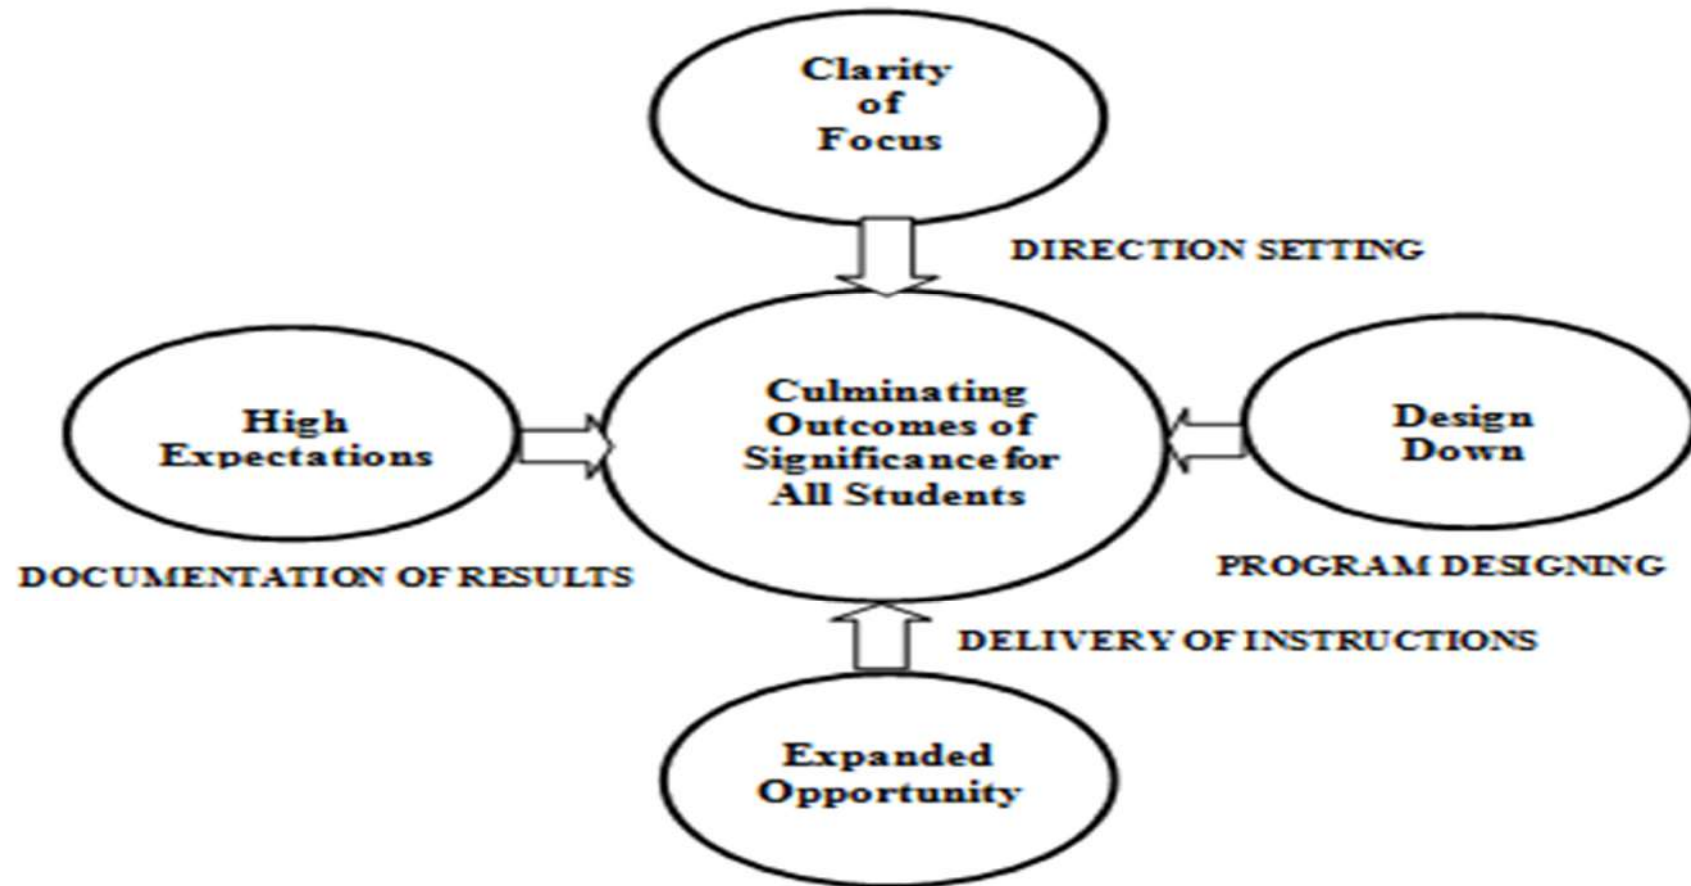 Clarity
of
Focus
DIRECTION SETTING
High
Expectations
Culminating
Outcomes of
Significance for
All Students
Design
Down
DOCUMENTATION OF RESULTS
PROGRAM DESIGNING
DELIVERY OF INSTRUCTIONS
Expanded
Opportunity